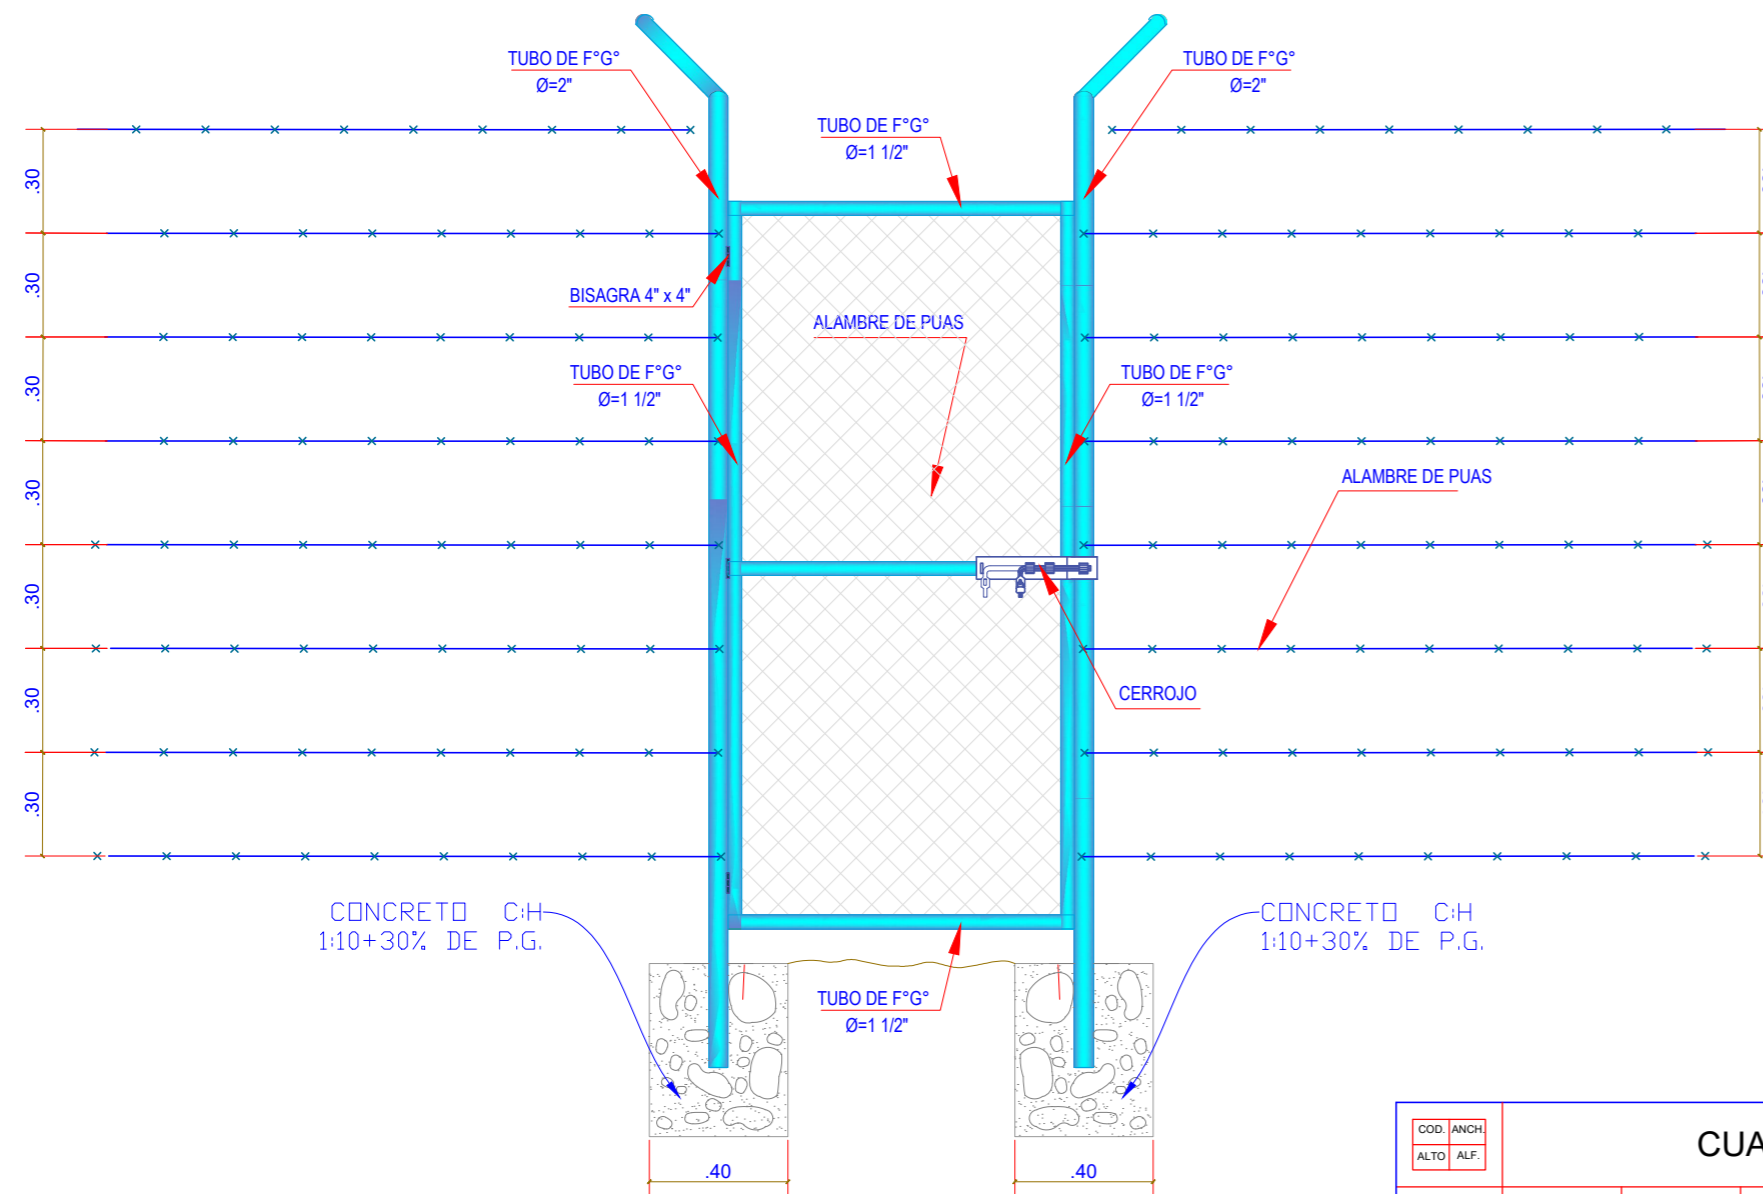 TUBO DE F°G°
Ø=2"
TUBO DE F°G°
Ø=2"
TUBO DE F°G°
Ø=1 1/2"
.30
.30
BISAGRA 4" x 4"
ALAMBRE DE PUAS
.30
TUBO DE F°G°
Ø=1 1/2"
TUBO DE F°G°
Ø=1 1/2"
.30
ALAMBRE DE PUAS
.30
.30
CERROJO
.30
CONCRETO C:H
1:10+30% DE P.G.
CONCRETO C:H
1:10+30% DE P.G.
TUBO DE F°G°
Ø=1 1/2"
.40
.40
COD. ANCH.
ALTO ALF.
CUA